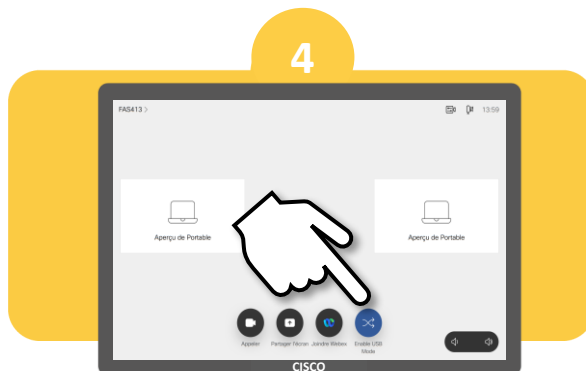 4
FAS413 >
13:59
Aperçu de Portable
Aperçu de Portable
Appeler
Partager l'écran
Joindre Webex
Enable USB
Mode
CISCO